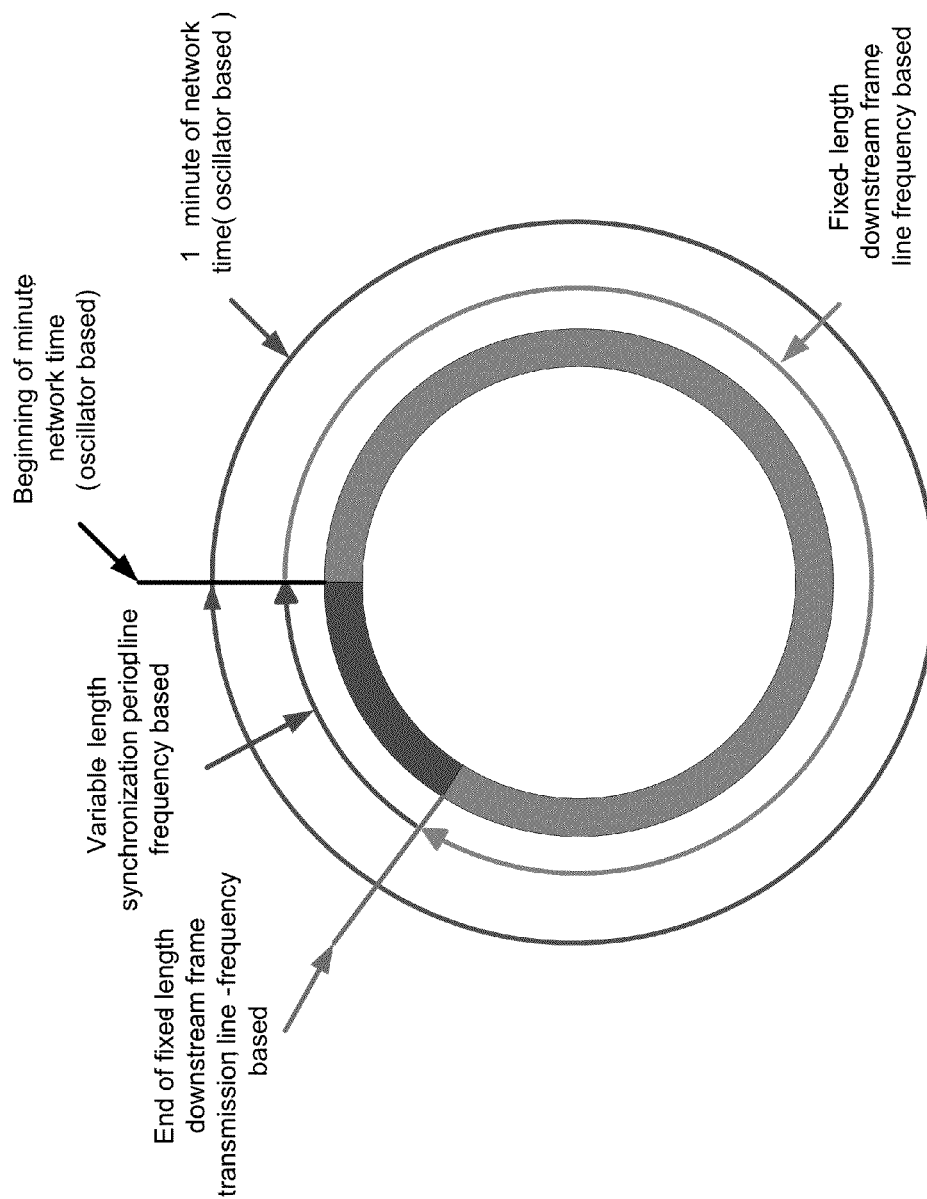 Beginning of minute
network time
(oscillator based)
1 minute of network
time( oscillator based )
Variable length
synchronization periodline
frequency based
End of fixed length
downstream frame
transmission line -frequency
based
Fixed- length
downstream frame
line frequency based